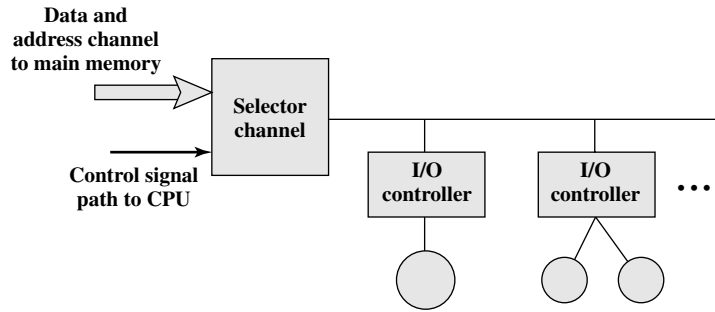 Data and
address channel
to main memory
Selector
channel
Control signal
path to CPU
I/O
controller
I/O
controller
...